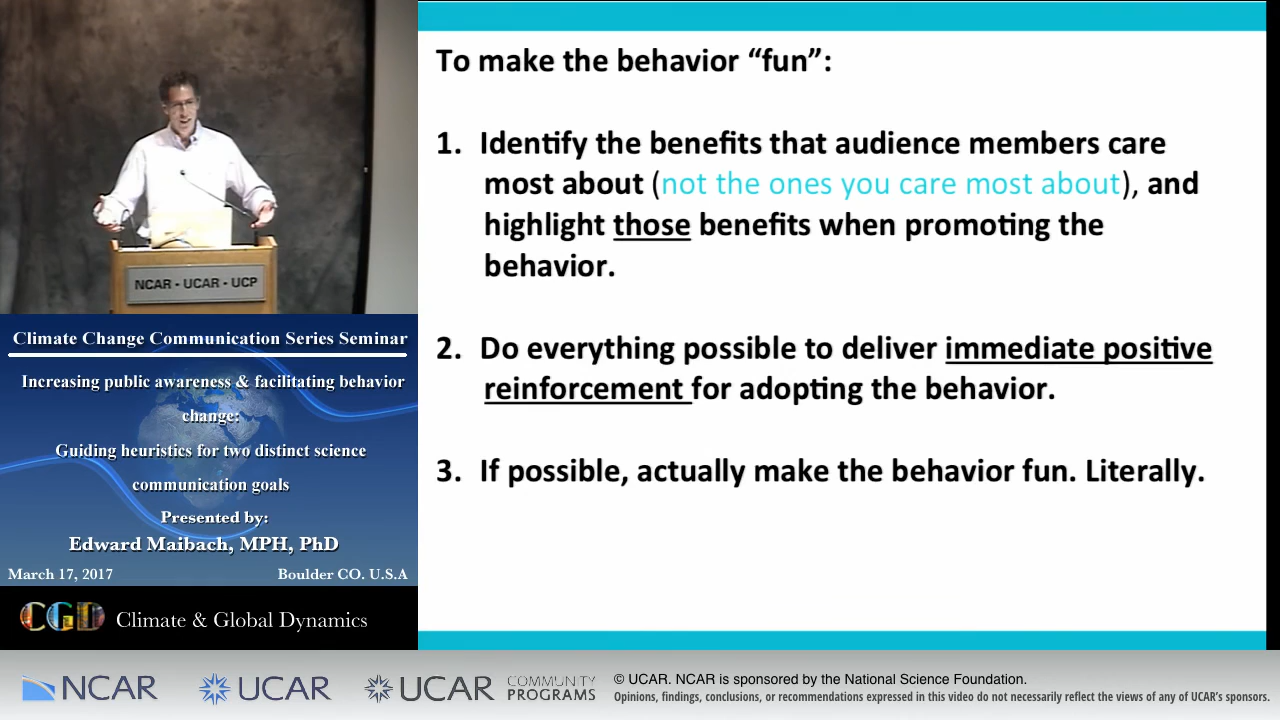 To make the behavior “fun”:
1. Identify the benefits that audience members care
most about (not the ones you care most about), and
highlight those benefits when promoting the
behavior.
2. Do everything possible to deliver immediate positive
reinforcement for adopting the behavior.
3. If possible, actually make the behavior fun. Literally.
NCAR - UCAR - UCP
Climate Change Communication Series Seminar
Increasing public awareness & facilitating behavior
change:
Guiding heuristics for two distinct science
communication goals
Presented by:
Edward Maibach, MPH, PhD
March 17, 2017 Boulder CO. U.S.A
CGD Climate & Global Dynamics
NCAR UCAR UCAR COMMUNITY PROGRAMS
© UCAR. NCAR is sponsored by the National Science Foundation.
Opinions, findings, conclusions, or recommendations expressed in this video do not necessarily reflect the views of any of UCAR's sponsors.